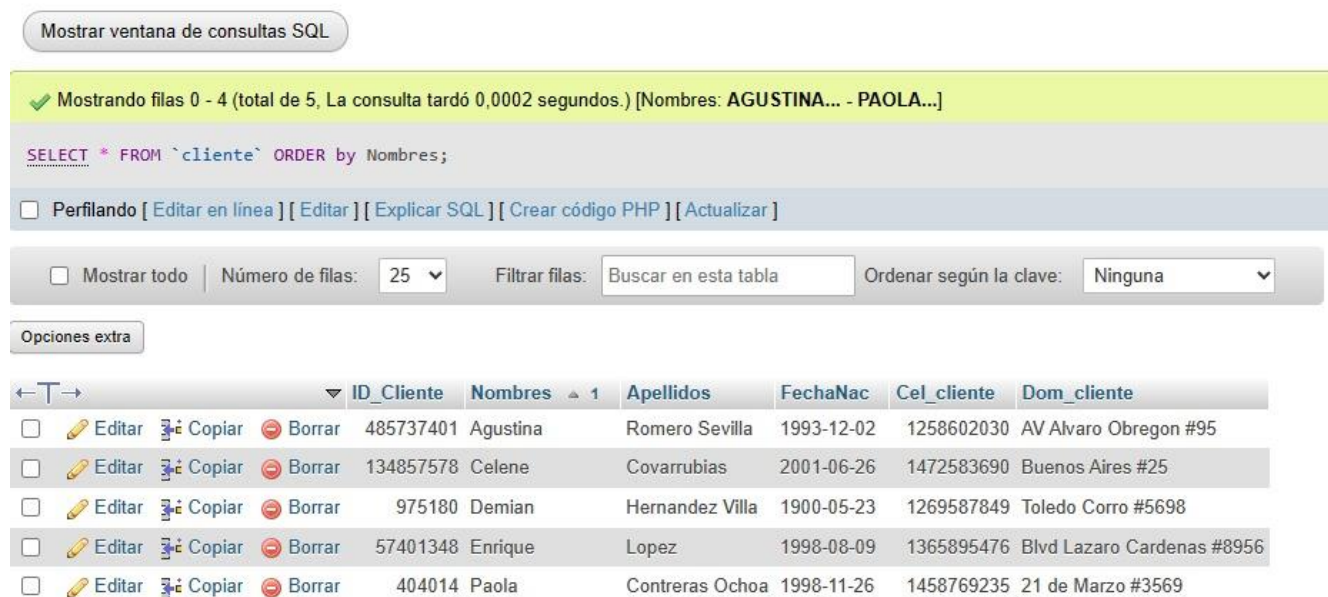 Mostrar ventana de consultas SQL
Mostrando filas 0 - 4 (total de 5, La consulta tardó 0,0002 segundos.) [Nombres: AGUSTINA... - PAOLA...]
SELECT * FROM `cliente` ORDER by Nombres;
Perfilando [ Editar en línea ] [ Editar ] [ Explicar SQL ] [ Crear código PHP ] [ Actualizar ]
Mostrar todo | Número de filas: 25 Filtrar filas: Buscar en esta tabla Ordenar según la clave: Ninguna
Opciones extra
←T→ ID_Cliente Nombres 1 Apellidos FechaNac Cel_cliente Dom_cliente
Editar Copiar Borrar 485737401 Agustina Romero Sevilla 1993-12-02 1258602030 AV Alvaro Obregon #95
Editar Copiar Borrar 134857578 Celene Covarrubias 2001-06-26 1472583690 Buenos Aires #25
Editar Copiar Borrar 975180 Demian Hernandez Villa 1900-05-23 1269587849 Toledo Corro #5698
Editar Copiar Borrar 57401348 Enrique Lopez 1998-08-09 1365895476 Blvd Lazaro Cardenas #8956
Editar Copiar Borrar 404014 Paola Contreras Ochoa 1998-11-26 1458769235 21 de Marzo #3569